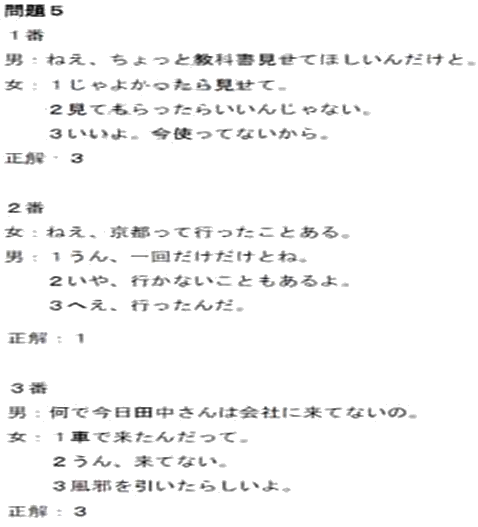 問題５
１番
男：ねえ、ちょっと教科書見せてほしいんだけと。
女：１じゃよかったら見せて。
２見てもらったらいいんじゃない。
３いいよ。今使ってないから。
正解：３
２番
女：ねえ、京都って行ったことある。
男：１うん、一回だけだけとね。
２いや、行かないこともあるよ。
３へえ、行ったんだ。
正解：１
３番
男：何で今日田中さんは会社に来てないの。
女：１車で来たんだって。
２うん、来てない。
３風邪を引いたらしいよ。
正解：３